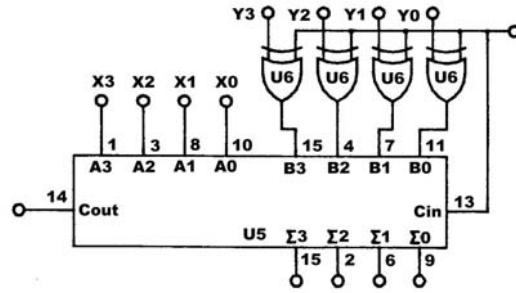 Y3 Y2 Y1 Y0
U6 U6 U6 U6
X3 X2 X1 X0
1 3 8 10 15 4 7 11
A3 A2 A1 A0 B3 B2 B1 B0
14 13
Cout Cin
U5 Σ3 Σ2 Σ1 Σ0
15 2 6 9